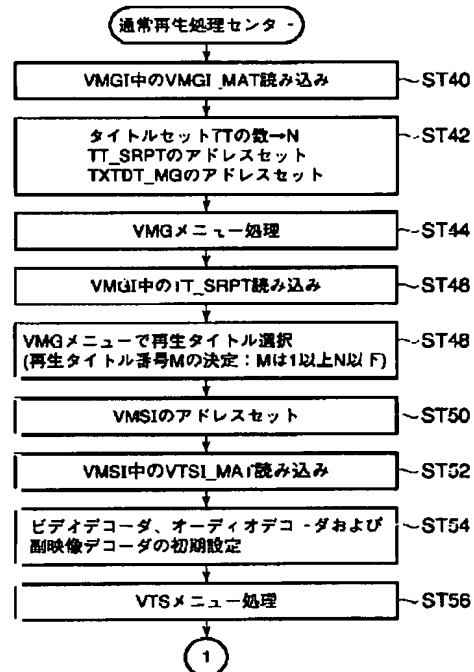 通常再生処理センター
VMGI中のVMGI_MAT読み込み
ST40
タイトルセットTTの数→N
TT_SRPTのアドレスセット
TXTDT_MGのアドレスセット
ST42
VMGメニュー処理
ST44
VMGI中のTT_SRPT読み込み
ST46
VMGメニューで再生タイトル選択
(再生タイトル番号Mの決定：Mは1以上N以下)
ST48
VMSIのアドレスセット
ST50
VMSI中のVTSI_MAT読み込み
ST52
ビデオデコーダ、オーディオデコーダおよび
副映像デコーダの初期設定
ST54
VTSメニュー処理
ST56
1